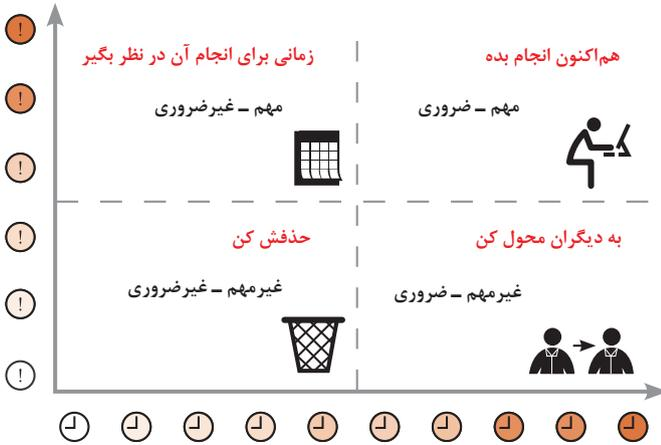 هم‌اکنون انجام بده
مهم ـ ضروری
زمانی برای انجام آن در نظر بگیر
مهم ـ غیرضروری
به دیگران محول کن
غیرمهم ـ ضروری
حذفش کن
غیرمهم ـ غیرضروری
!
!
!
!
!
!